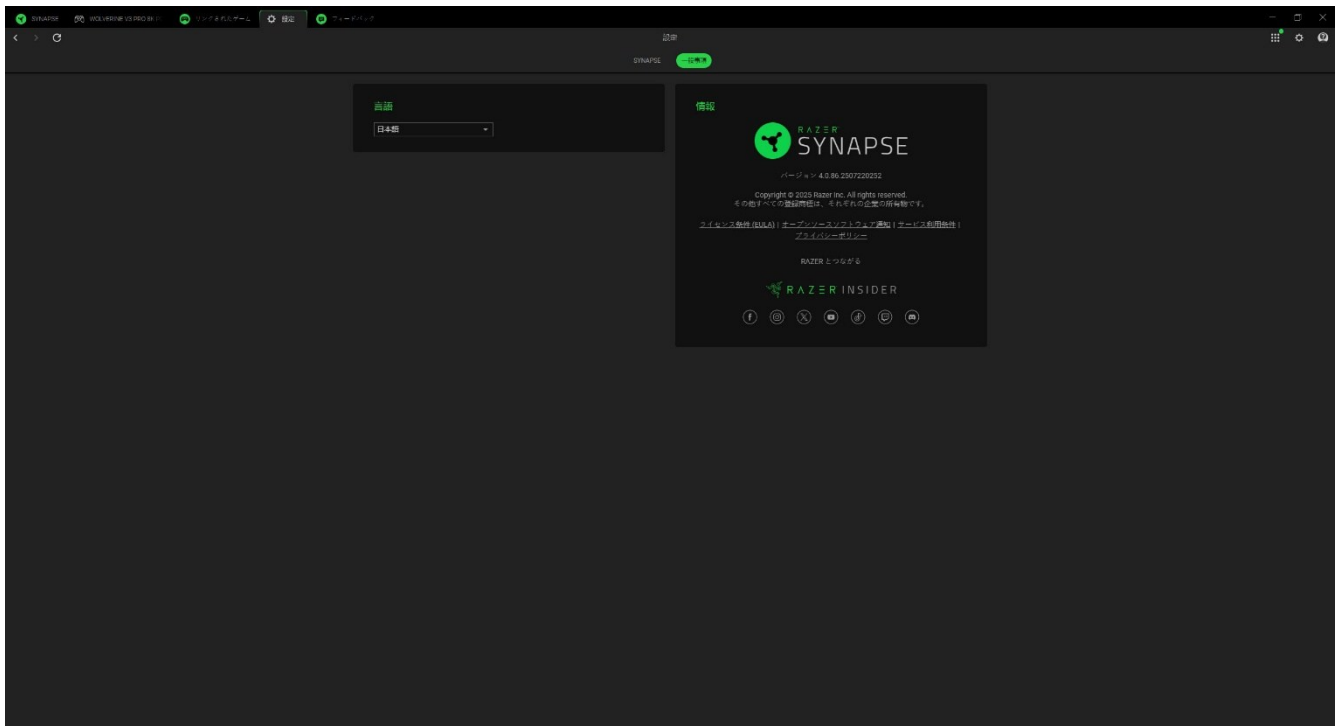 SYNAPSE
WOLVERINE V3 PRO 8K P
リンクされたゲーム
設定
フィードバック
設定
SYNAPSE
一般事項
言語
日本語
情報
RAZER
SYNAPSE
バージョン 4.0.86.2507220252
Copyright © 2025 Razer Inc. All rights reserved.
その他すべての登録商標は、それぞれの企業の所有物です。
ライセンス条件 (EULA) | オープンソースソフトウェア通知 | サービス利用条件 |
プライバシーポリシー
RAZER とつながる
RAZER INSIDER